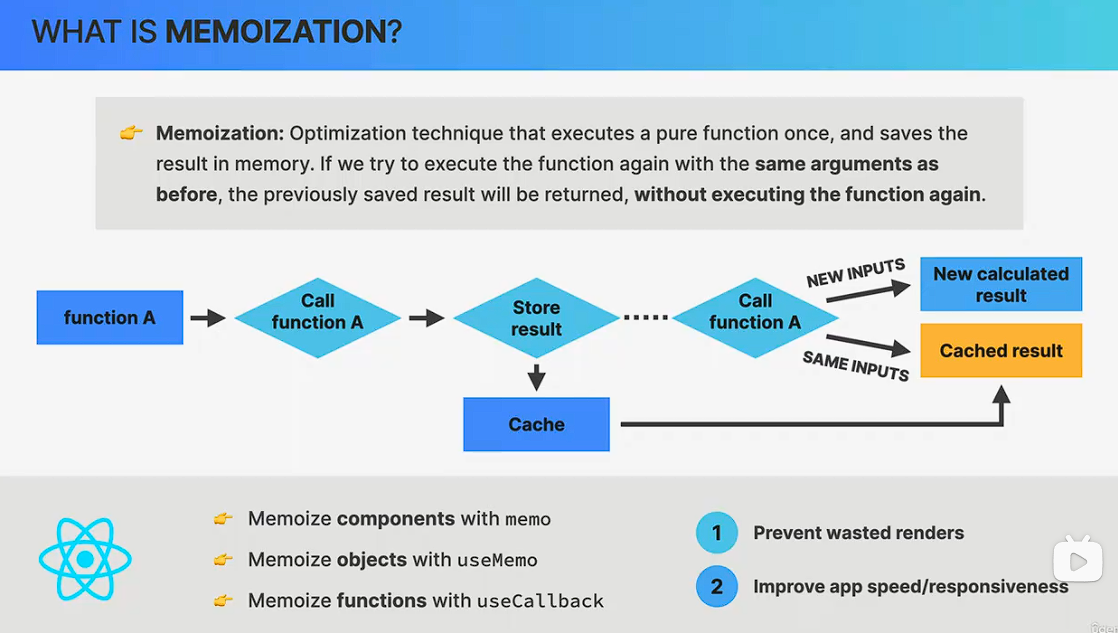 WHAT IS MEMOIZATION?
👉 Memoization: Optimization technique that executes a pure function once, and saves the
result in memory. If we try to execute the function again with the same arguments as
before, the previously saved result will be returned, without executing the function again.
function A
Call
function A
Store
result
Call
function A
NEW INPUTS
SAME INPUTS
New calculated
result
Cached result
Cache
👉 Memoize components with memo
👉 Memoize objects with useMemo
👉 Memoize functions with useCallback
1 Prevent wasted renders
2 Improve app speed/responsiveness